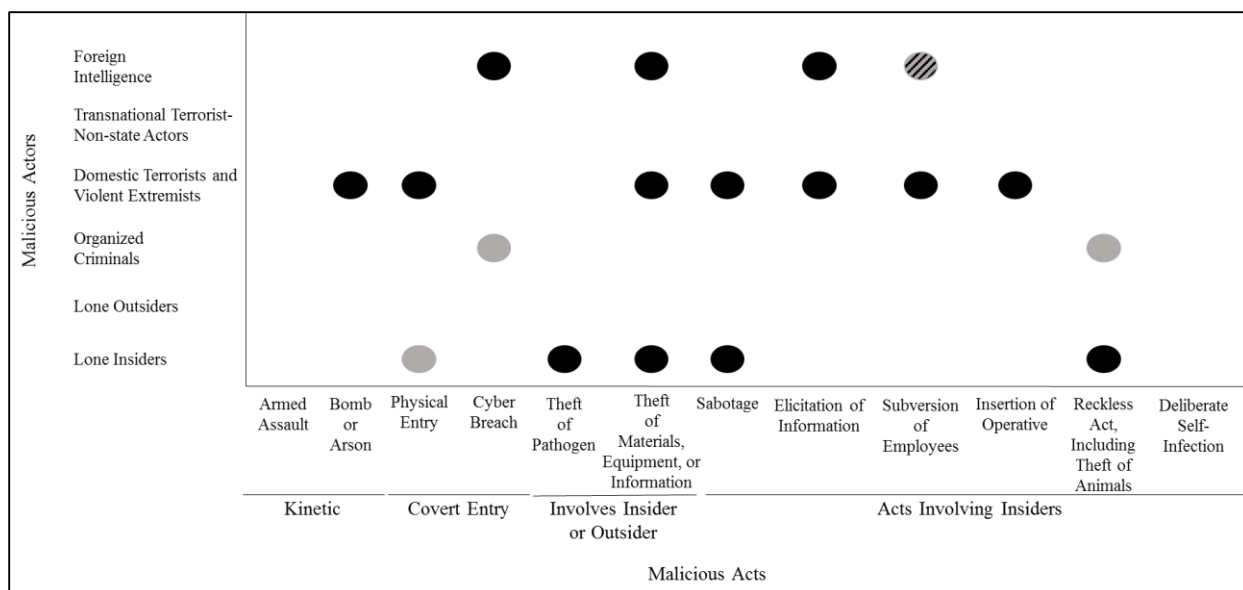 Malicious Actors
Foreign
Intelligence
Transnational Terrorist-
Non-state Actors
Domestic Terrorists and
Violent Extremists
Organized
Criminals
Lone Outsiders
Lone Insiders
Armed
Assault
Bomb
or
Arson
Physical
Entry
Cyber
Breach
Theft
of
Pathogen
Theft
of
Materials,
Equipment, or
Information
Sabotage
Elicitation of
Information
Subversion
of
Employees
Insertion of
Operative
Reckless
Act,
Including
Theft of
Animals
Deliberate
Self-
Infection
Kinetic
Covert Entry
Involves Insider
or Outsider
Acts Involving Insiders
Malicious Acts